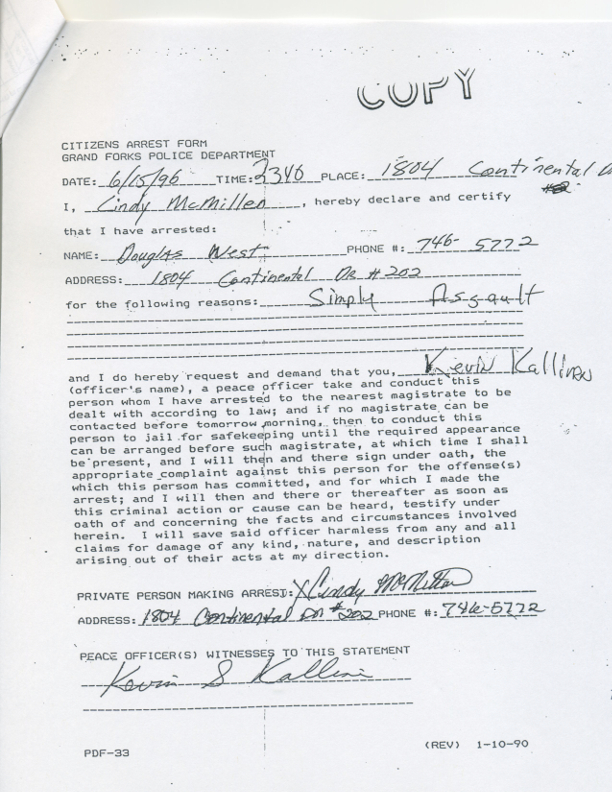 COPY
CITIZENS ARREST FORM
GRAND FORKS POLICE DEPARTMENT
DATE: 6/15/96 TIME: 2346 PLACE: 1804 Continental
I, Cindy McMillen, hereby declare and certify
that I have arrested:
NAME: Douglas West PHONE #: 746-5772
ADDRESS: 1804 Continental Dr #202
for the following reasons: Simply Assault
and I do hereby request and demand that you, Kevin Kallinen
(officer's name), a peace officer take and conduct this
person whom I have arrested to the nearest magistrate to be
dealt with according to law; and if no magistrate can be
contacted before tomorrow morning, then to conduct this
person to jail for safekeeping until the required appearance
can be arranged before such magistrate, at which time I shall
be present, and I will then and there sign under oath, the
appropriate complaint against this person for the offense(s)
which this persom has committed, and for which I made the
arrest; and I will then and there or thereafter as soon as
this criminal action or cause can be heard, testify under
oath of and concerning the facts and circumstances involved
herein. I will save said officer harmless from any and all
claims for damage of any kind, nature, and description
arising out of their acts at my direction.
PRIVATE PERSON MAKING ARREST: X Cindy McMillen
ADDRESS: 1804 Continental Dr #202 PHONE #: 746-5772
PEACE OFFICER(S) WITNESSES TO THIS STATEMENT
Kevin S Kallinen
PDF-33 (REV) 1-10-90